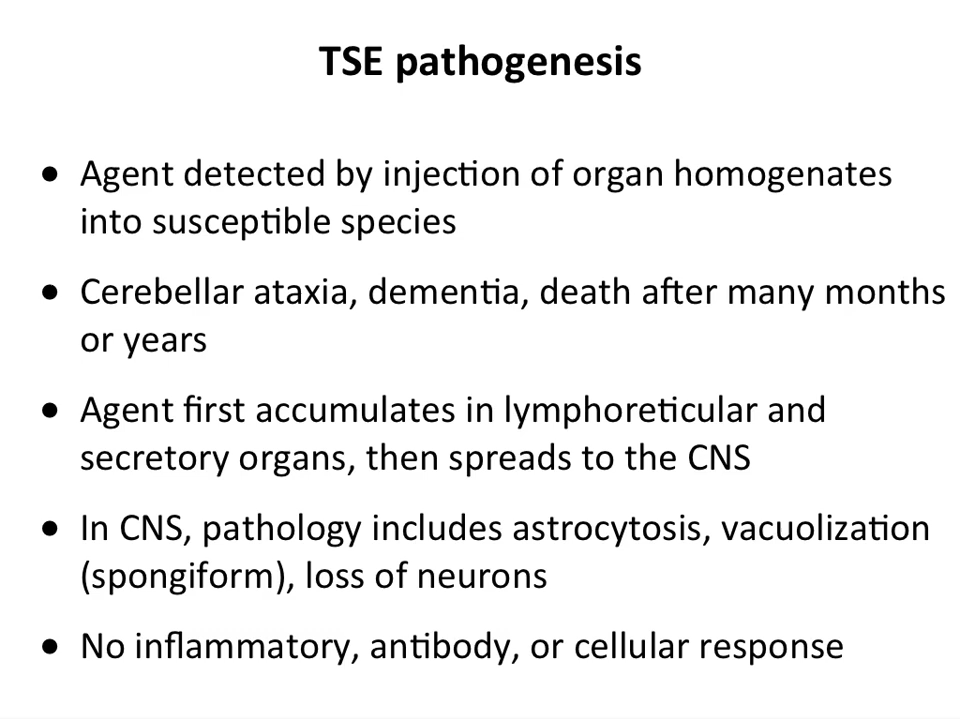 TSE pathogenesis
• Agent detected by injection of organ homogenates
into susceptible species
• Cerebellar ataxia, dementia, death after many months
or years
• Agent first accumulates in lymphoreticular and
secretory organs, then spreads to the CNS
• In CNS, pathology includes astrocytosis, vacuolization
(spongiform), loss of neurons
• No inflammatory, antibody, or cellular response